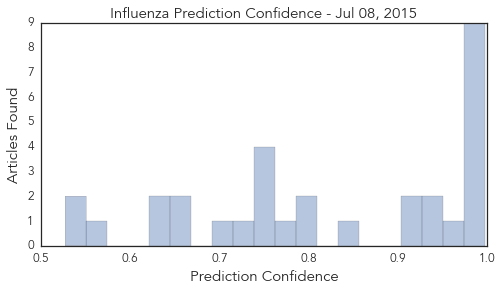 Influenza Prediction Confidence - Jul 08, 2015
9
8
7
6
5
4
3
2
1
0
Articles Found
0.5 0.6 0.7 0.8 0.9 1.0
Prediction Confidence